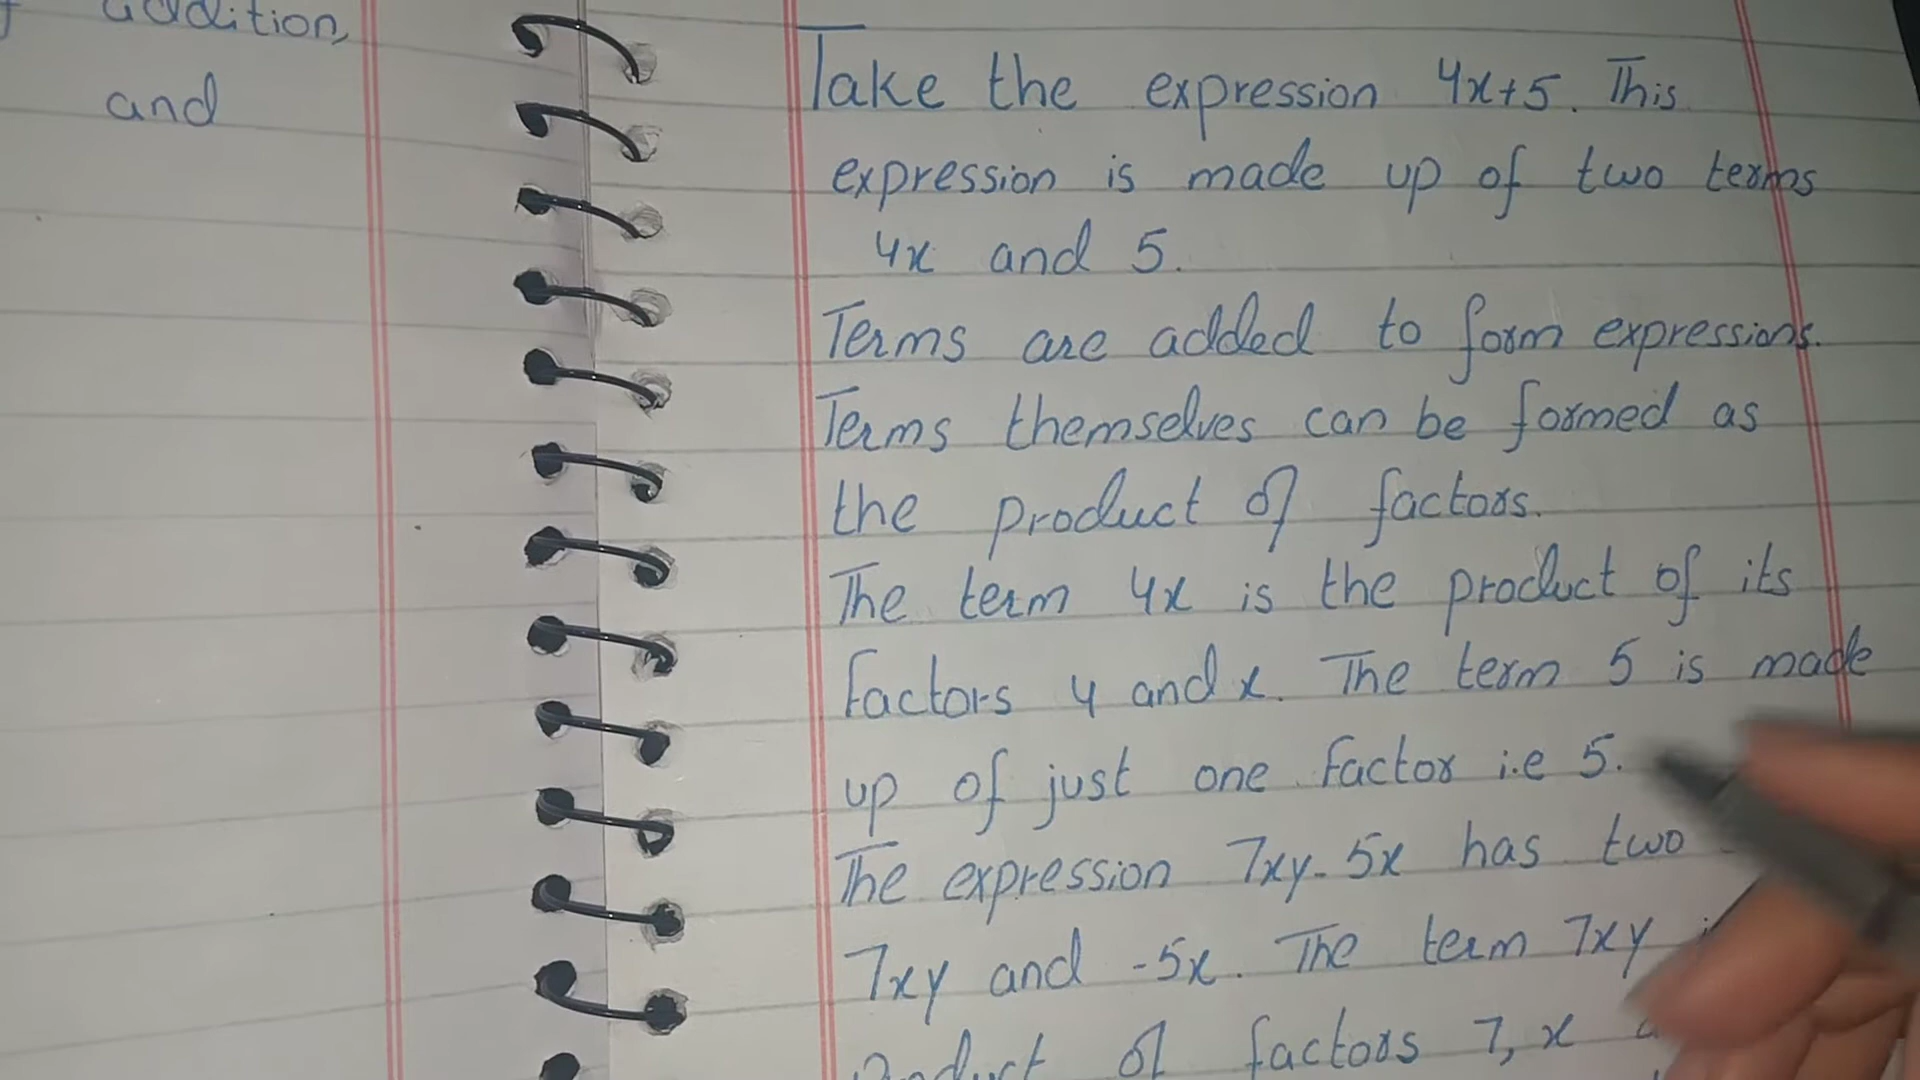 addition,
and
Take the expression 4x+5. This
expression is made up of two terms
4x and 5.
Terms are added to form expressions.
Terms themselves can be formed as
the product of factors.
The term 4x is the product of its
factors 4 and x. The term 5 is made
up of just one factor i.e 5.
The expression 7xy-5x has two
7xy and -5x. The term 7xy
Product of factors 7, x